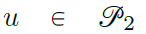 u ∈ 𝒫₂